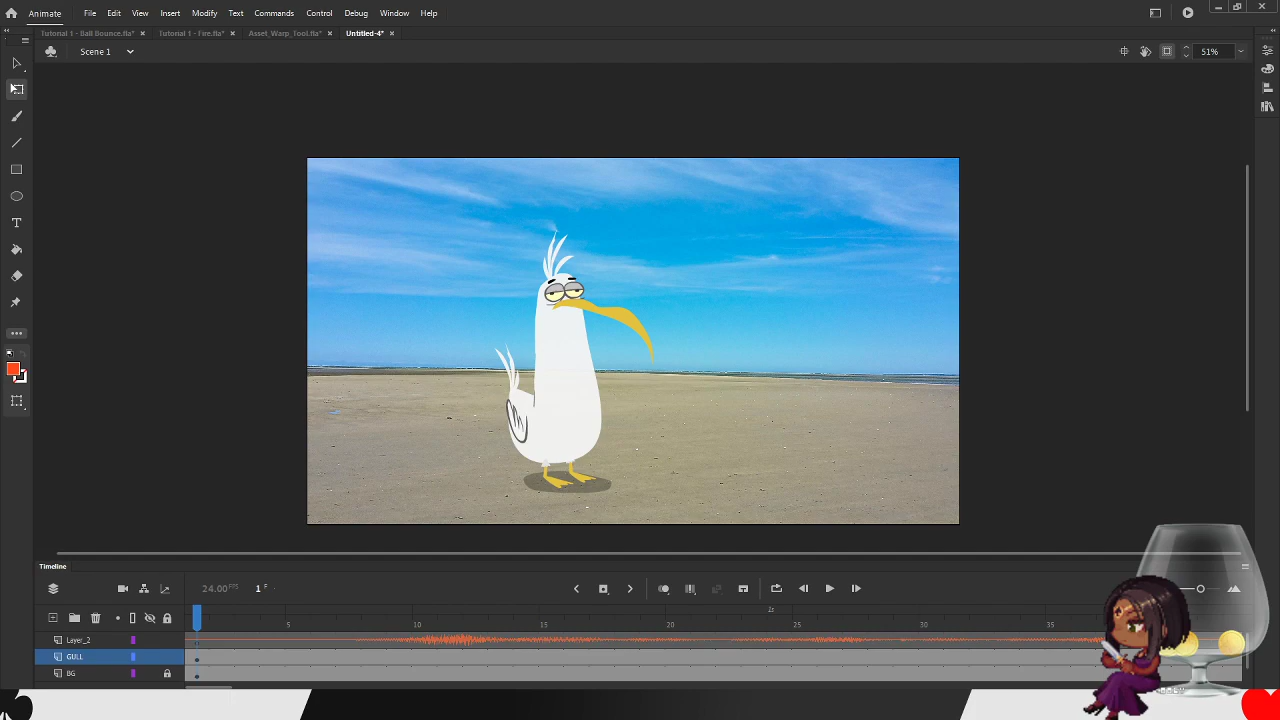 Animate File Edit View Insert Modify Text Commands Control Debug Window Help
Tutorial 1 - Ball Bounce.fla* Tutorial 1 - Fire.fla* Asset_Warp_Tool.fla* Untitled-4*
Scene 1 51%
Timeline
24.00 FPS 1 F
2s
5 10 15 20 25 30 35
Layer_2
GULL
BG